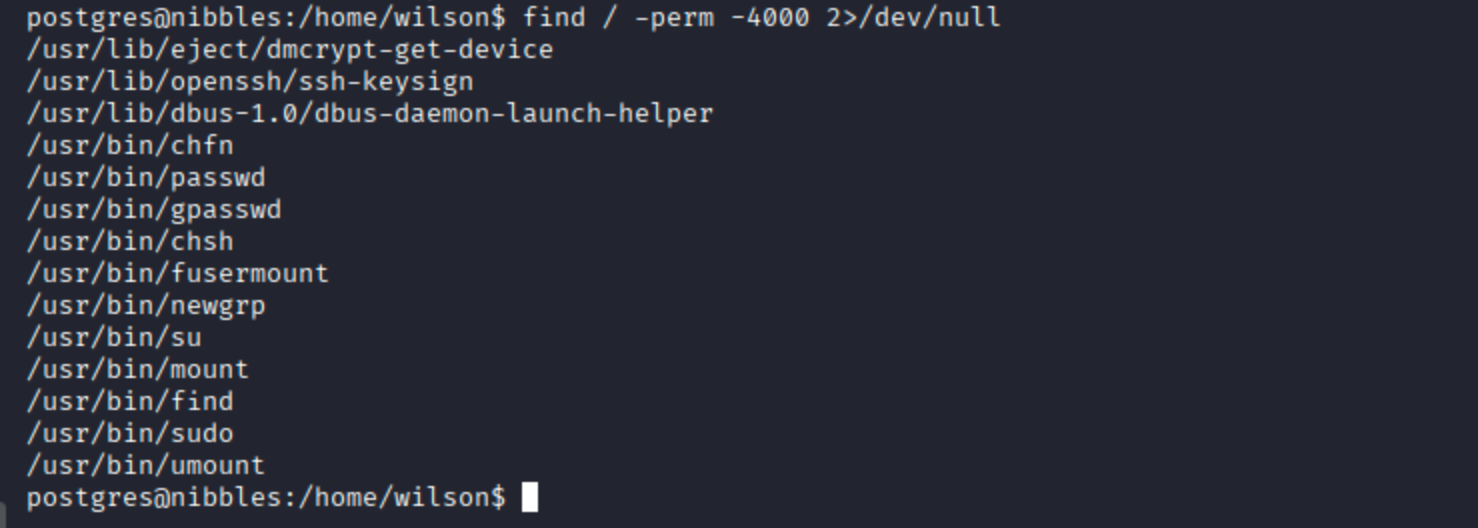 postgres@nibbles:/home/wilson$ find / -perm -4000 2>/dev/null
/usr/lib/eject/dmcrypt-get-device
/usr/lib/openssh/ssh-keysign
/usr/lib/dbus-1.0/dbus-daemon-launch-helper
/usr/bin/chfn
/usr/bin/passwd
/usr/bin/gpasswd
/usr/bin/chsh
/usr/bin/fusermount
/usr/bin/newgrp
/usr/bin/su
/usr/bin/mount
/usr/bin/find
/usr/bin/sudo
/usr/bin/umount
postgres@nibbles:/home/wilson$